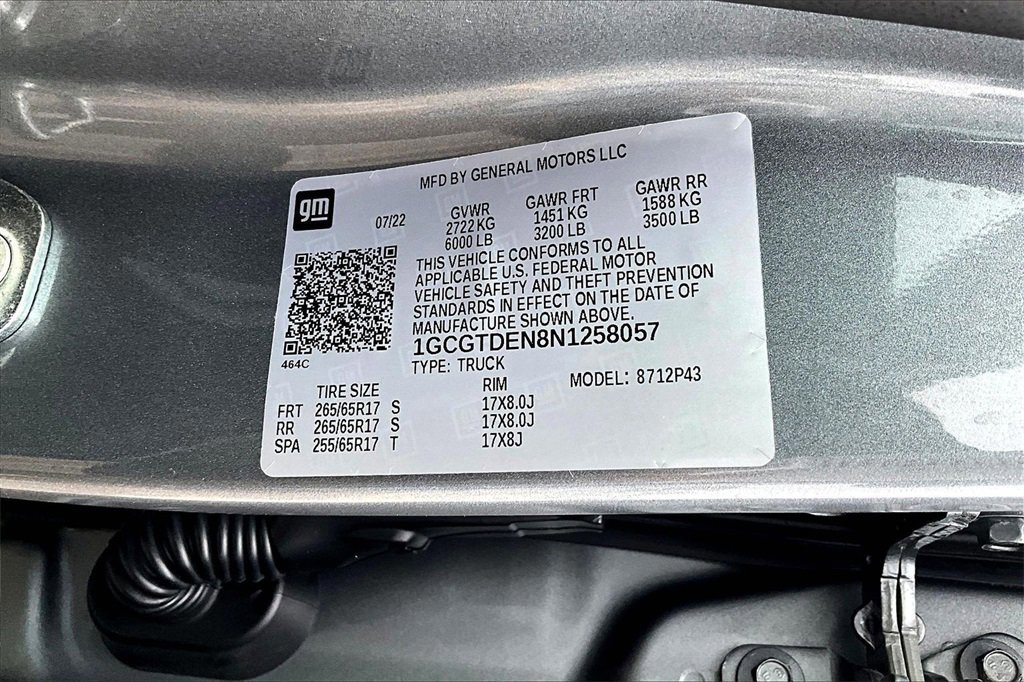 MFD BY GENERAL MOTORS LLC
gm
07/22 GVWR GAWR FRT GAWR RR
2722 KG 1451 KG 1588 KG
6000 LB 3200 LB 3500 LB
THIS VEHICLE CONFORMS TO ALL
APPLICABLE U.S. FEDERAL MOTOR
VEHICLE SAFETY AND THEFT PREVENTION
STANDARDS IN EFFECT ON THE DATE OF
MANUFACTURE SHOWN ABOVE.
1GCGTDEN8N1258057
464C
TYPE: TRUCK
MODEL: 8712P43
TIRE SIZE RIM
FRT 265/65R17 S 17X8.0J
RR 265/65R17 S 17X8.0J
SPA 255/65R17 T 17X8J